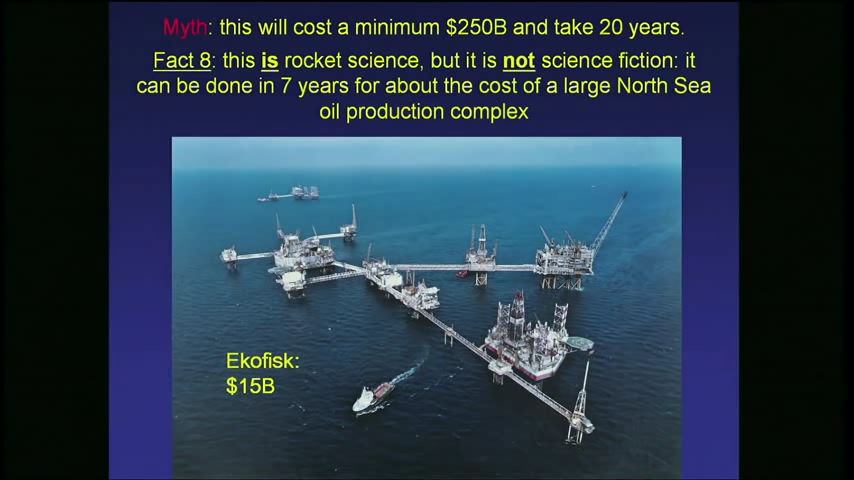 Myth: this will cost a minimum $250B and take 20 years.
Fact 8: this is rocket science, but it is not science fiction: it
can be done in 7 years for about the cost of a large North Sea
oil production complex
Ekofisk:
$15B